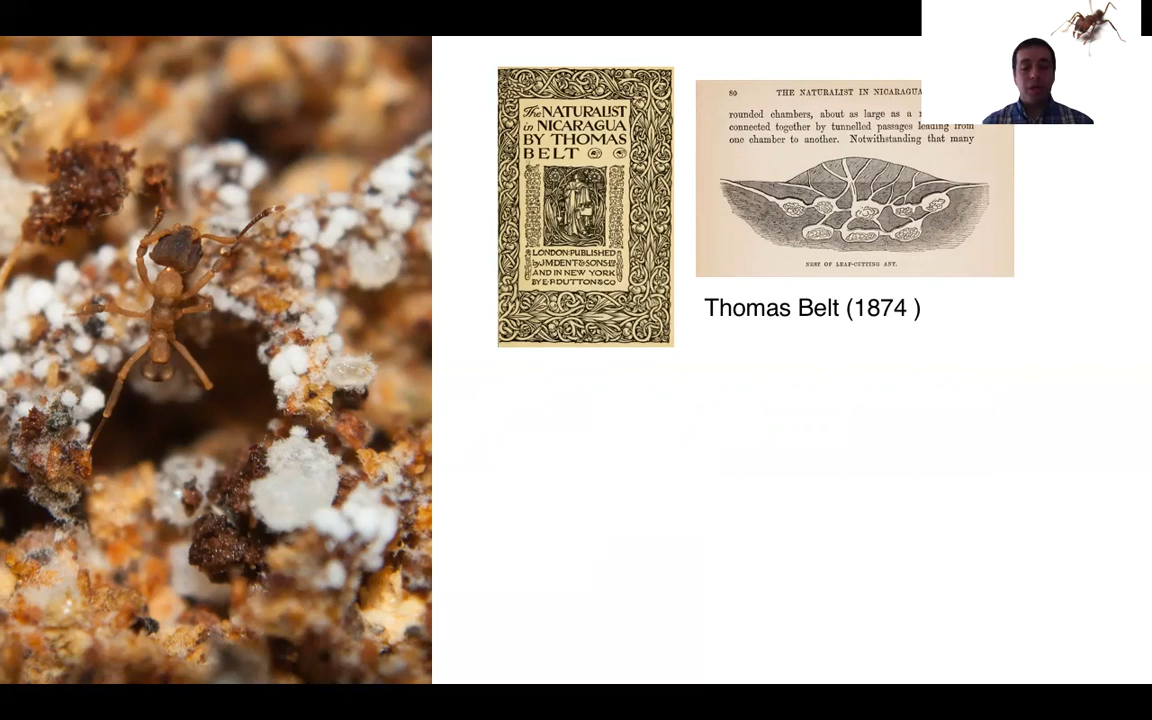 The NATURALIST
in NICARAGUA
BY THOMAS
BELT
LONDON: PUBLISHED
by J.M. DENT & SONS Ltd
AND IN NEW YORK
BY E. P. DUTTON & CO
80 THE NATURALIST IN NICARAGUA
rounded chambers, about as large as a
connected together by tunnelled passages leading from
one chamber to another. Notwithstanding that many
NEST OF LEAF-CUTTING ANT.
Thomas Belt (1874 )